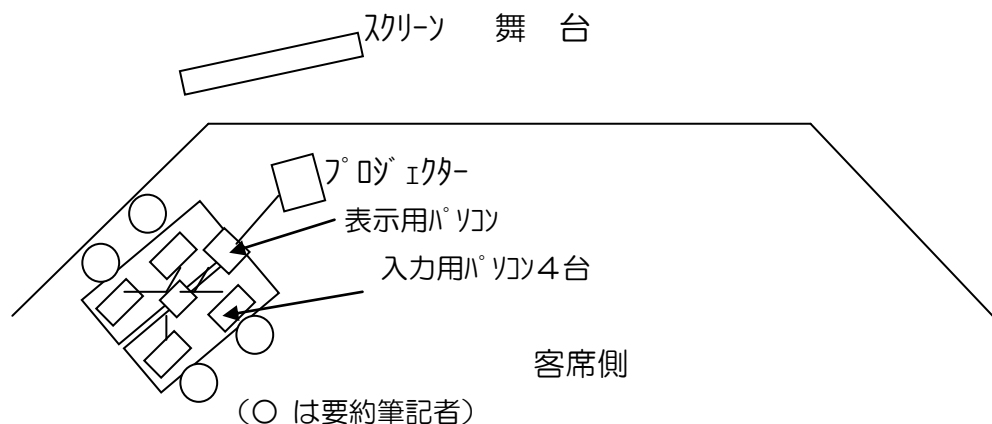 ｽｸﾘｰﾝ 舞　台
ﾌﾟﾛｼﾞｪｸﾀｰ
表示用ﾊﾟｿｺﾝ
入力用ﾊﾟｿｺﾝ４台
客席側
（○ は要約筆記者）